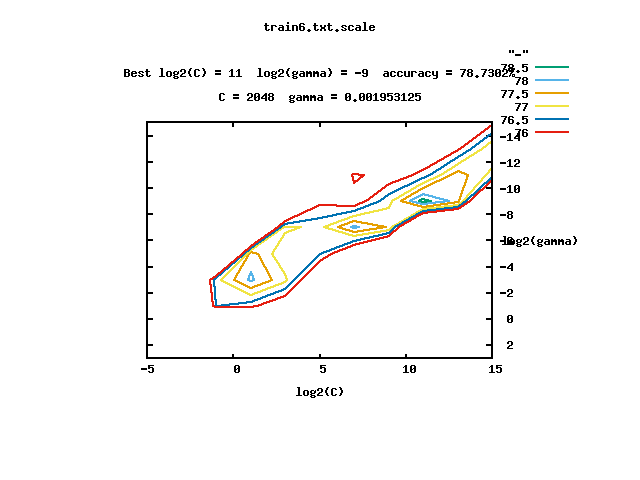 train6.txt.scale
"-"
Best log2(C) = 11  log2(gamma) = -9  accuracy = 78.7302%
78.5
78
C = 2048  gamma = 0.001953125
77.5
77
76.5
76
-14
-12
-10
-8
-6
log2(gamma)
-4
-2
0
2
-5 0 5 10 15
log2(C)